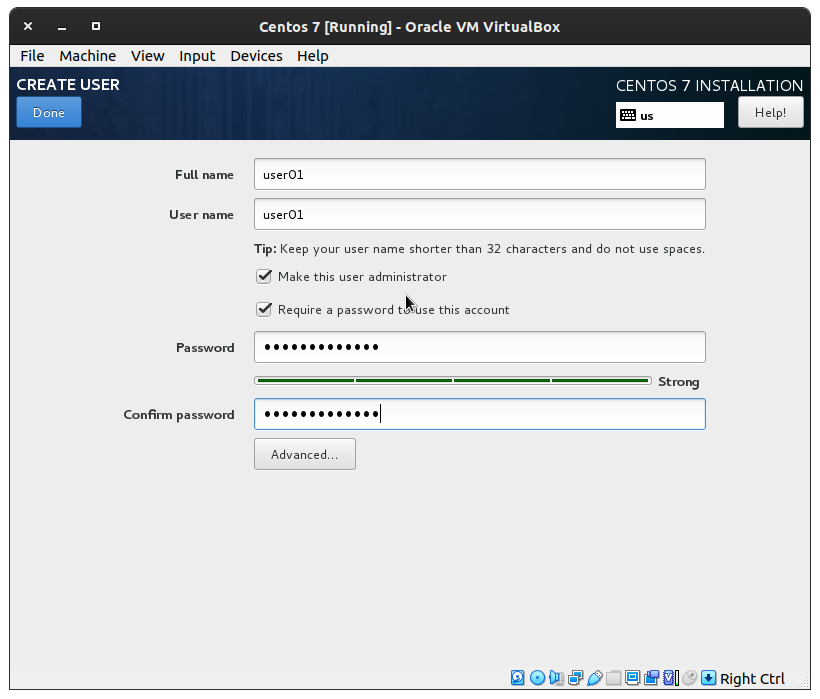 Centos 7 [Running] - Oracle VM VirtualBox
File Machine View Input Devices Help
CREATE USER
CENTOS 7 INSTALLATION
Done
us
Help!
Full name
user01
User name
user01
Tip: Keep your user name shorter than 32 characters and do not use spaces.
Make this user administrator
Require a password to use this account
Password
•••••••••••••
Strong
Confirm password
•••••••••••••
Advanced...
Right Ctrl